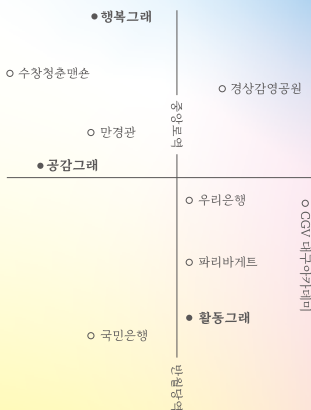 행복그래
수창청춘맨숀
경상감영공원
중앙로역
만경관
공감그래
우리은행
CGV 대구아카데미
파리바게트
활동그래
국민은행
반월당역